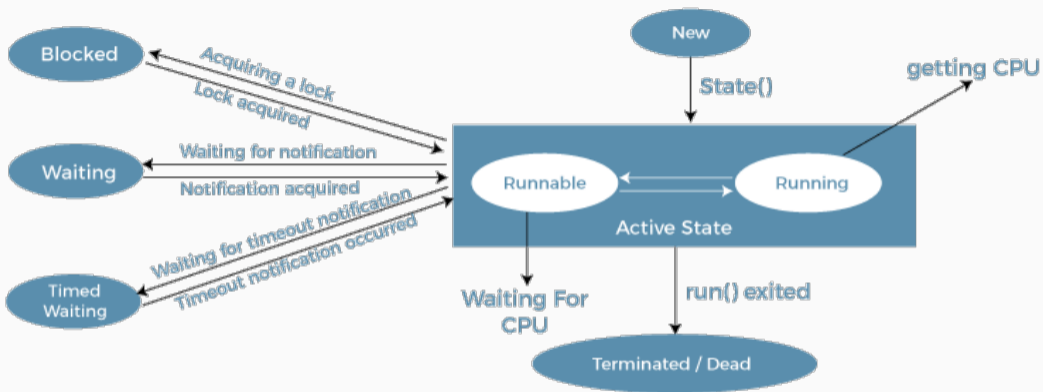 New
Blocked
Acquiring a lock
Lock acquired
State()
getting CPU
Waiting
Waiting for notification
Notification acquired
Runnable
Running
Active State
Waiting for timeout notification
Timeout notification occurred
Timed
Waiting
Waiting For
CPU
run() exited
Terminated / Dead